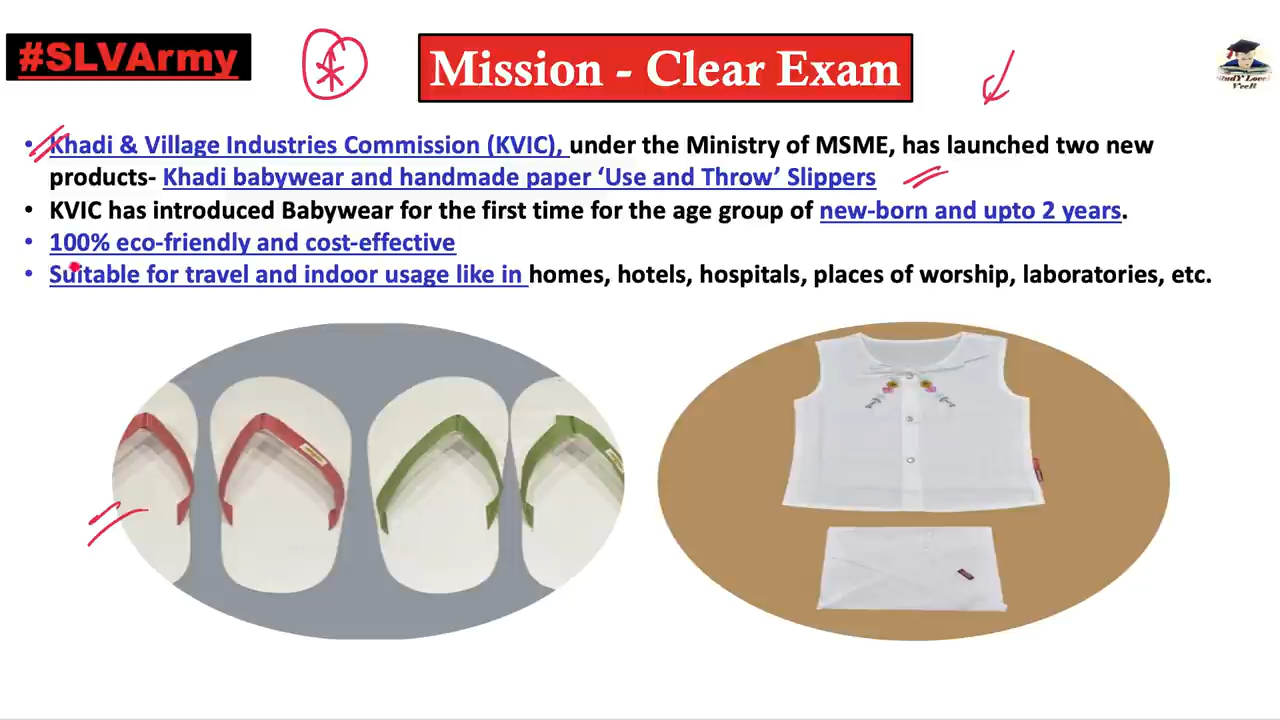 #SLVArmy
Mission - Clear Exam
StudY LoveR
VeeR
• Khadi & Village Industries Commission (KVIC), under the Ministry of MSME, has launched two new
products- Khadi babywear and handmade paper ‘Use and Throw’ Slippers
• KVIC has introduced Babywear for the first time for the age group of new-born and upto 2 years.
• 100% eco-friendly and cost-effective
• Suitable for travel and indoor usage like in homes, hotels, hospitals, places of worship, laboratories, etc.